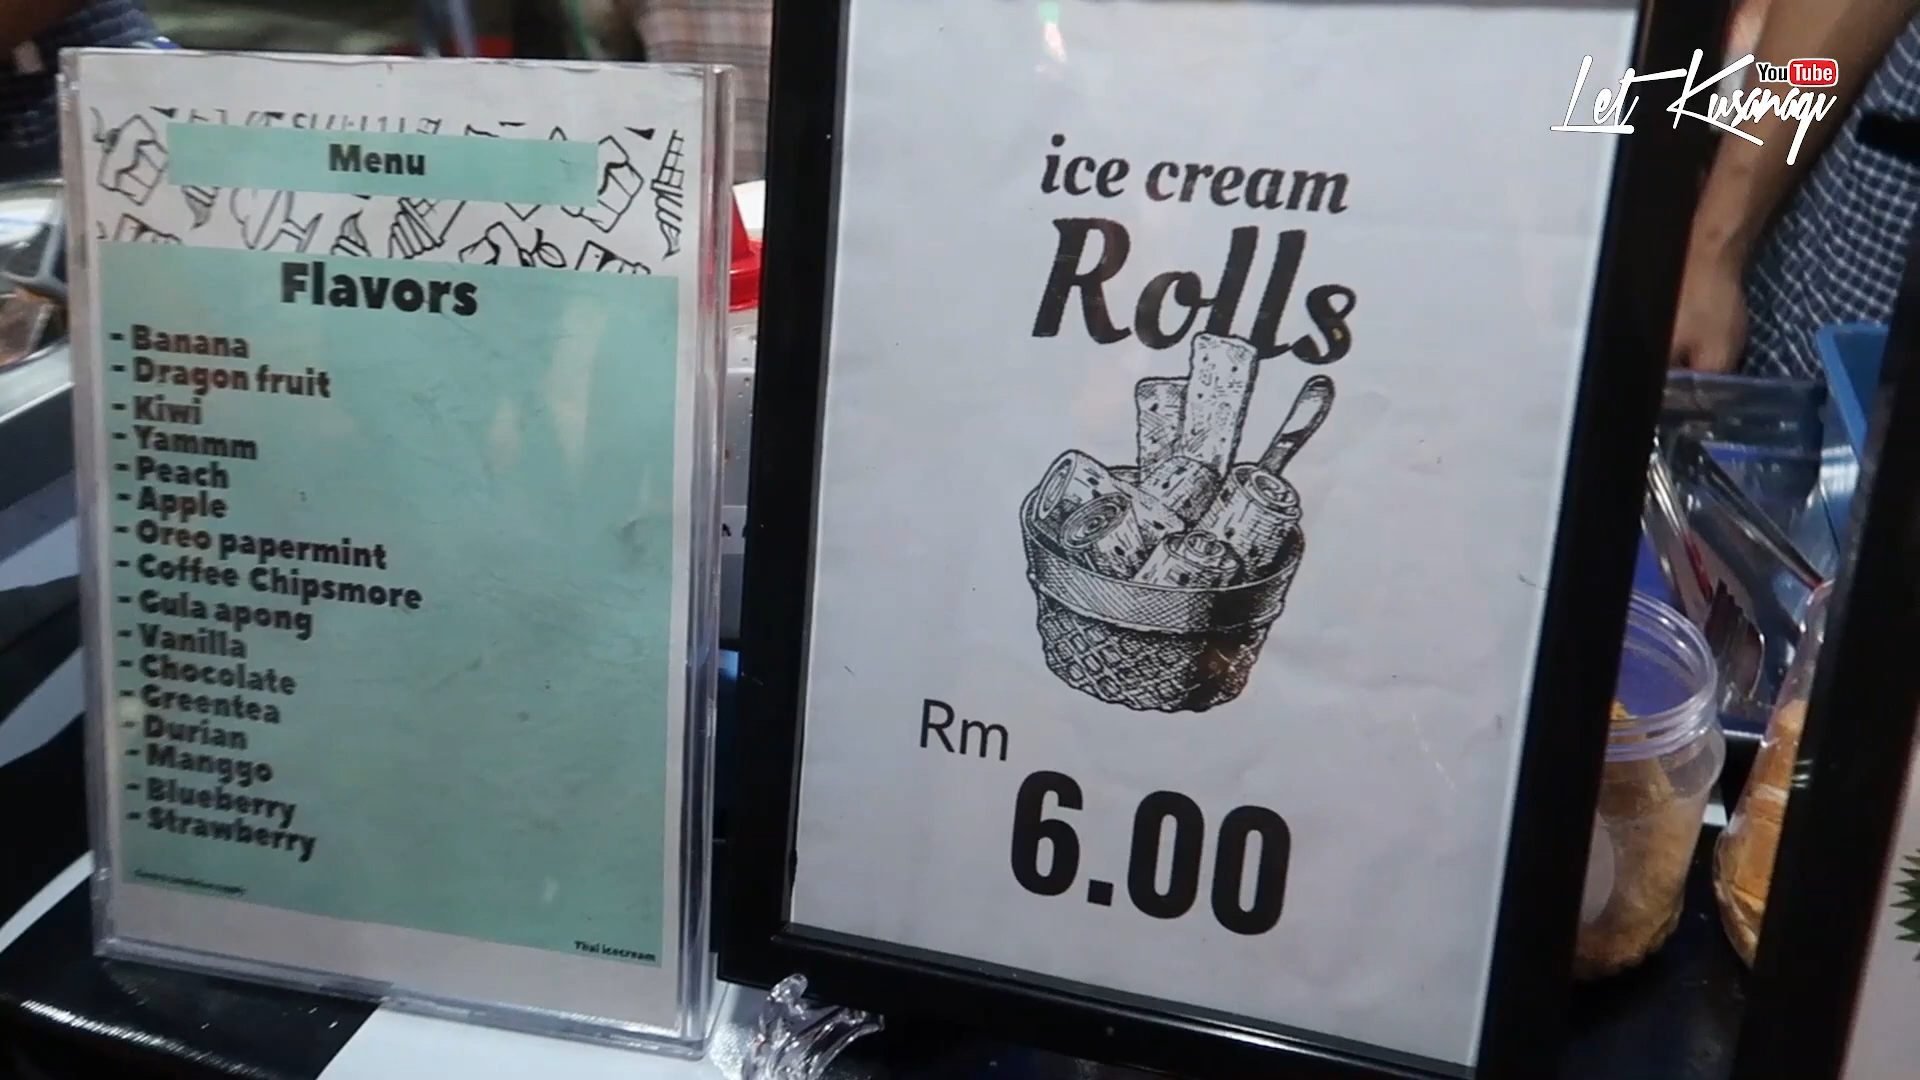 Menu
Flavors
- Banana
- Dragon fruit
- Kiwi
- Yammm
- Peach
- Apple
- Oreo papermint
- Coffee Chipsmore
- Gula apong
- Vanilla
- Chocolate
- Greentea
- Durian
- Manggo
- Blueberry
- Strawberry
Thai icecream
ice cream
Rolls
Rm
6.00
YouTube
Let Kusanagi